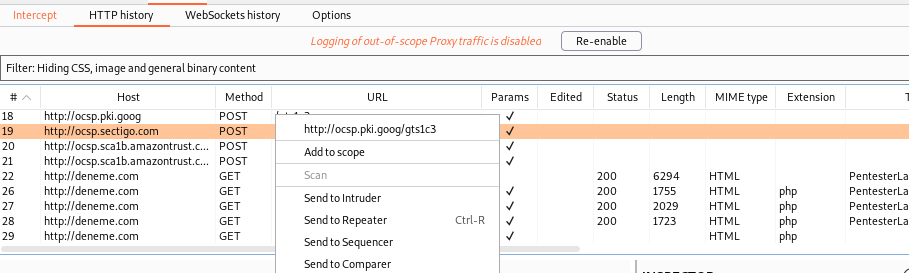 Intercept HTTP history WebSockets history Options
Logging of out-of-scope Proxy traffic is disabled Re-enable
Filter: Hiding CSS, image and general binary content
# Host Method URL Params Edited Status Length MIME type Extension
18 http://ocsp.pki.goog POST ✓
19 http://ocsp.sectigo.com POST ✓
20 http://ocsp.sca1b.amazontrust.c... POST ✓
21 http://ocsp.sca1b.amazontrust.c... POST ✓
22 http://deneme.com GET 200 6294 HTML PentesterLa
26 http://deneme.com GET ✓ 200 1755 HTML php PentesterLa
27 http://deneme.com GET ✓ 200 2029 HTML php PentesterLa
28 http://deneme.com GET ✓ 200 1723 HTML php PentesterLa
29 http://deneme.com GET ✓ HTML php
http://ocsp.pki.goog/gts1c3
Add to scope
Scan
Send to Intruder
Send to Repeater Ctrl-R
Send to Sequencer
Send to Comparer